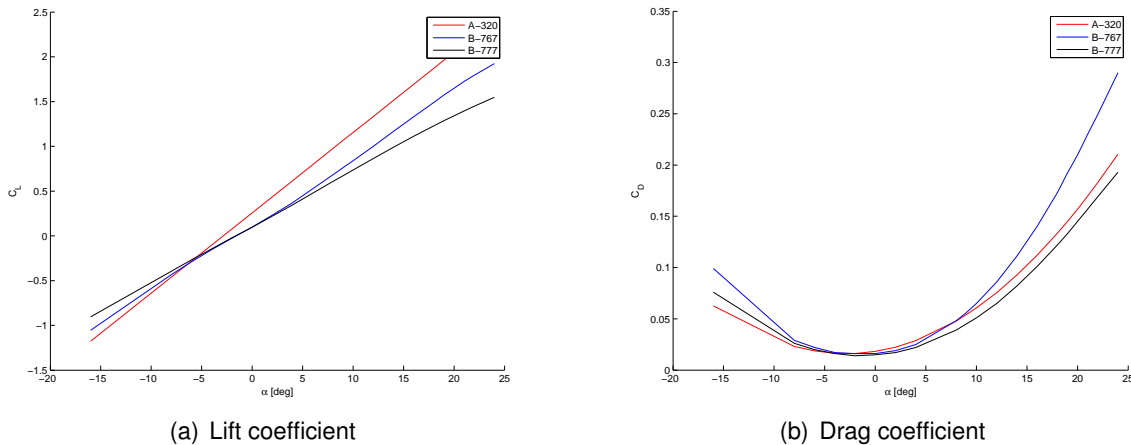 2.5
2
1.5
1
0.5
0
−0.5
−1
−1.5
−20 −15 −10 −5 0 5 10 15 20 25
α [deg]
C_L
A−320
B−767
B−777
(a) Lift coefficient
0.35
0.3
0.25
0.2
0.15
0.1
0.05
0
−20 −15 −10 −5 0 5 10 15 20 25
α [deg]
C_D
A−320
B−767
B−777
(b) Drag coefficient